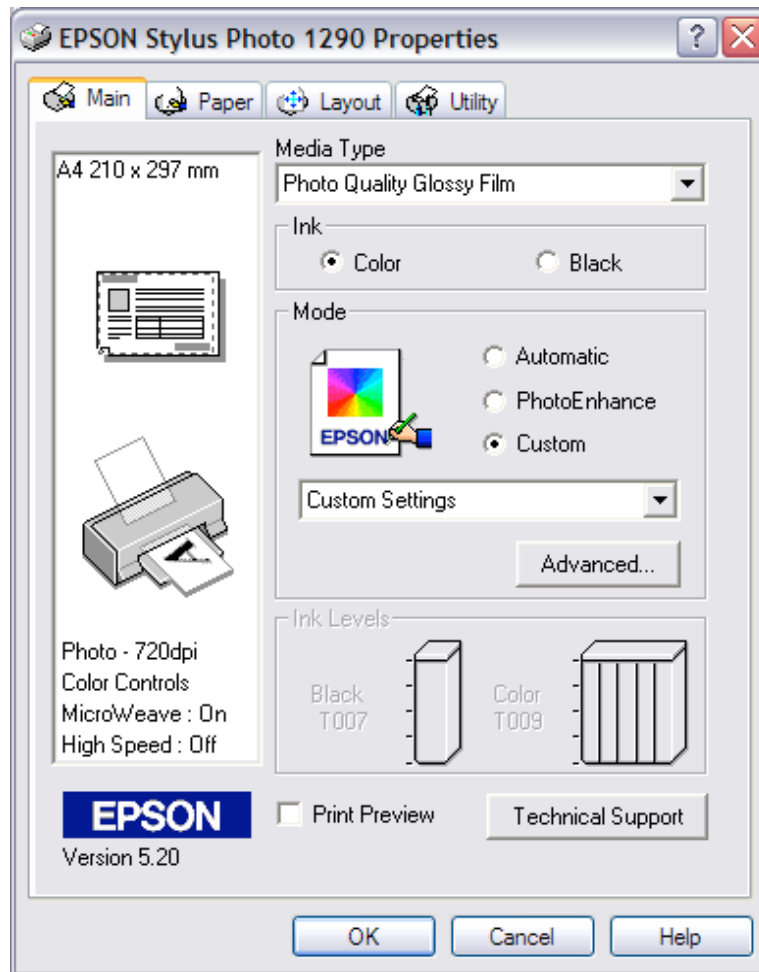 EPSON Stylus Photo 1290 Properties
Main Paper Layout Utility
A4 210 x 297 mm
Media Type
Photo Quality Glossy Film
Ink
Color Black
Mode
EPSON
Automatic
PhotoEnhance
Custom
Custom Settings
Advanced...
Ink Levels
Black
T007
Color
T009
A
Photo - 720dpi
Color Controls
MicroWeave : On
High Speed : Off
EPSON
Version 5.20
Print Preview
Technical Support
OK Cancel Help